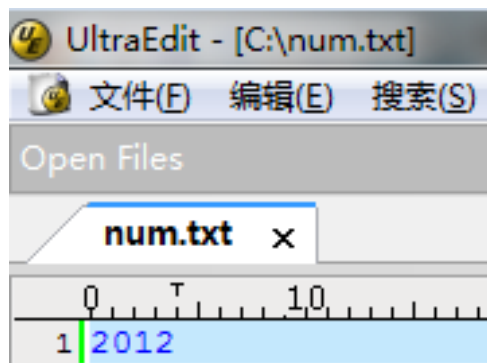 UltraEdit - [C:\num.txt]
文件(F) 编辑(E) 搜索(S)
Open Files
num.txt x
0 10
1 2012